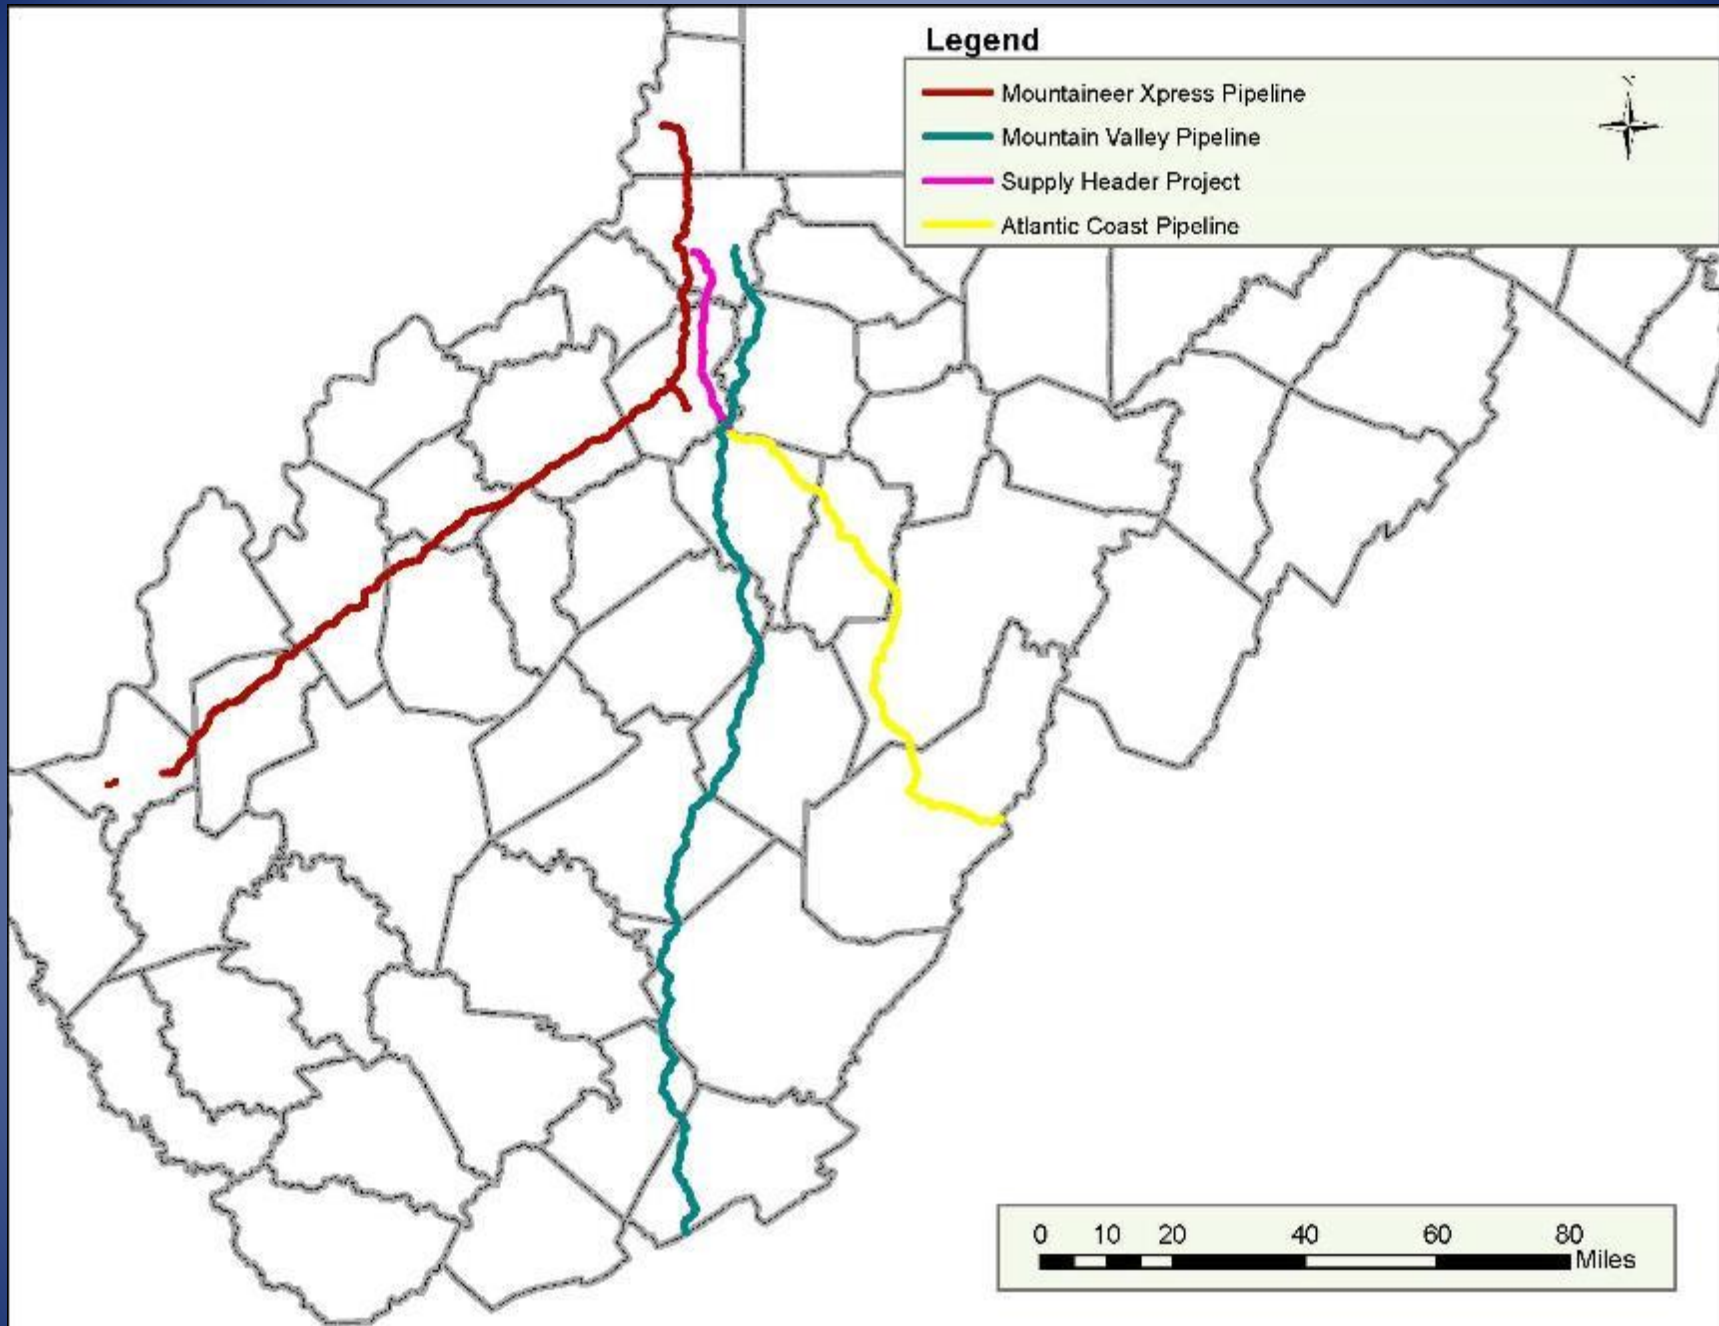 Legend
Mountaineer Xpress Pipeline
Mountain Valley Pipeline
Supply Header Project
Atlantic Coast Pipeline
N
0 10 20 40 60 80
Miles